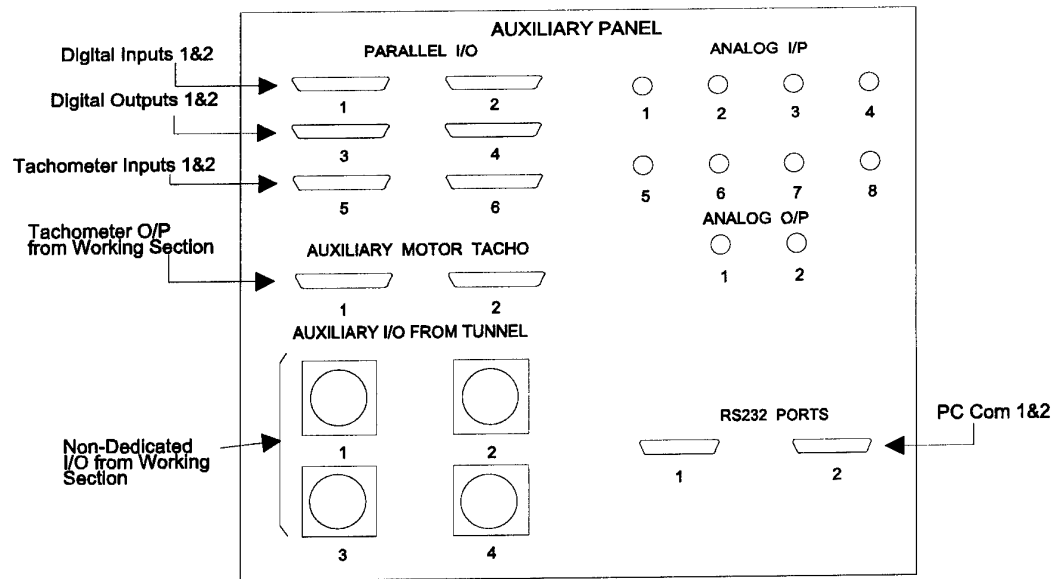 AUXILIARY PANEL
PARALLEL I/O
ANALOG I/P
Digital Inputs 1&2
1 2
1 2 3 4
Digital Outputs 1&2
3 4
Tachometer Inputs 1&2
5 6
5 6 7 8
ANALOG O/P
1 2
Tachometer O/P
from Working Section
AUXILIARY MOTOR TACHO
1 2
AUXILIARY I/O FROM TUNNEL
1 2
3 4
Non-Dedicated
I/O from Working
Section
RS232 PORTS
1 2
PC Com 1&2